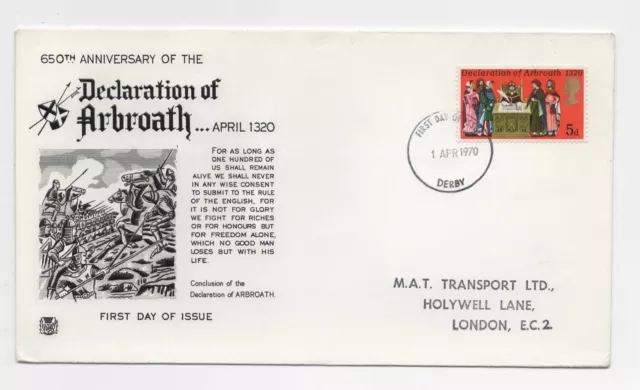 650TH ANNIVERSARY OF THE
Declaration of
Arbroath ... APRIL 1320
FOR AS LONG AS
ONE HUNDRED OF
US SHALL REMAIN
ALIVE WE SHALL NEVER
IN ANY WISE CONSENT
TO SUBMIT TO THE RULE
OF THE ENGLISH, FOR
IT IS NOT FOR GLORY
WE FIGHT FOR RICHES
OR FOR HONOURS BUT
FOR FREEDOM ALONE,
WHICH NO GOOD MAN
LOSES BUT WITH HIS
LIFE.
Conclusion of the
Declaration of ARBROATH.
FIRST DAY OF ISSUE
Declaration of Arbroath 1320
5d
FIRST DAY OF
1 APR 1970
DERBY
M.A.T. TRANSPORT LTD.,
HOLYWELL LANE,
LONDON, E.C.2